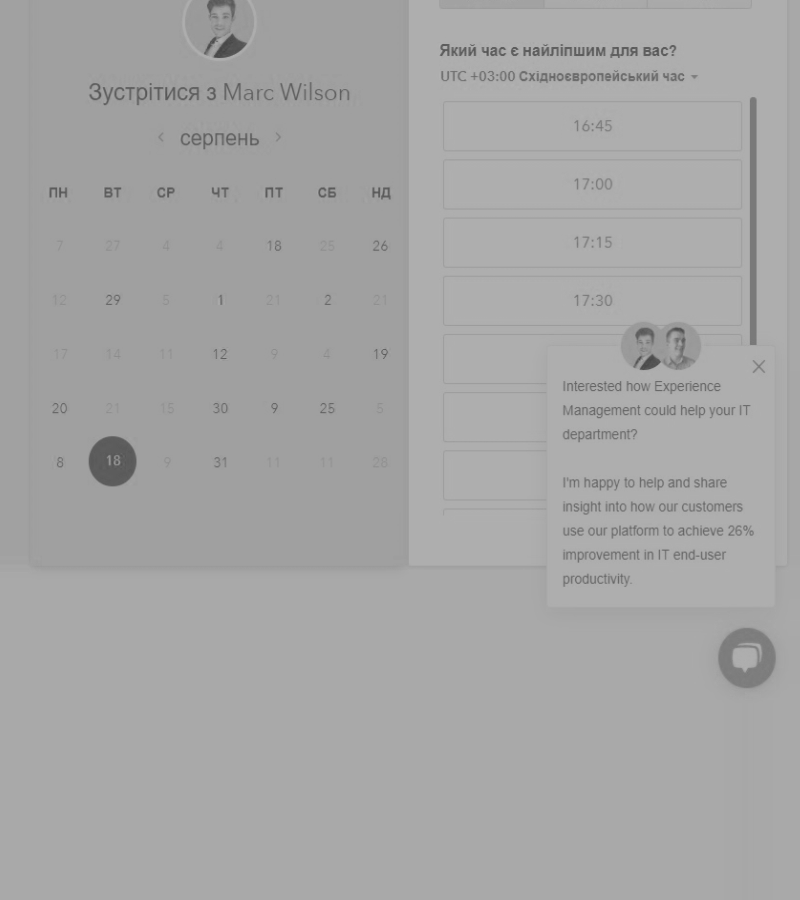 Зустрітися з Marc Wilson
серпень
ПН ВТ СР ЧТ ПТ СБ НД
7 27 4 4 18 25 26
12 29 5 1 21 2 21
17 14 11 12 9 4 19
20 21 15 30 9 25 5
8 18 9 31 11 11 28
Який час є найліпшим для вас?
UTC +03:00 Східноєвропейський час
16:45
17:00
17:15
17:30
Interested how Experience
Management could help your IT
department?
I'm happy to help and share
insight into how our customers
use our platform to achieve 26%
improvement in IT end-user
productivity.